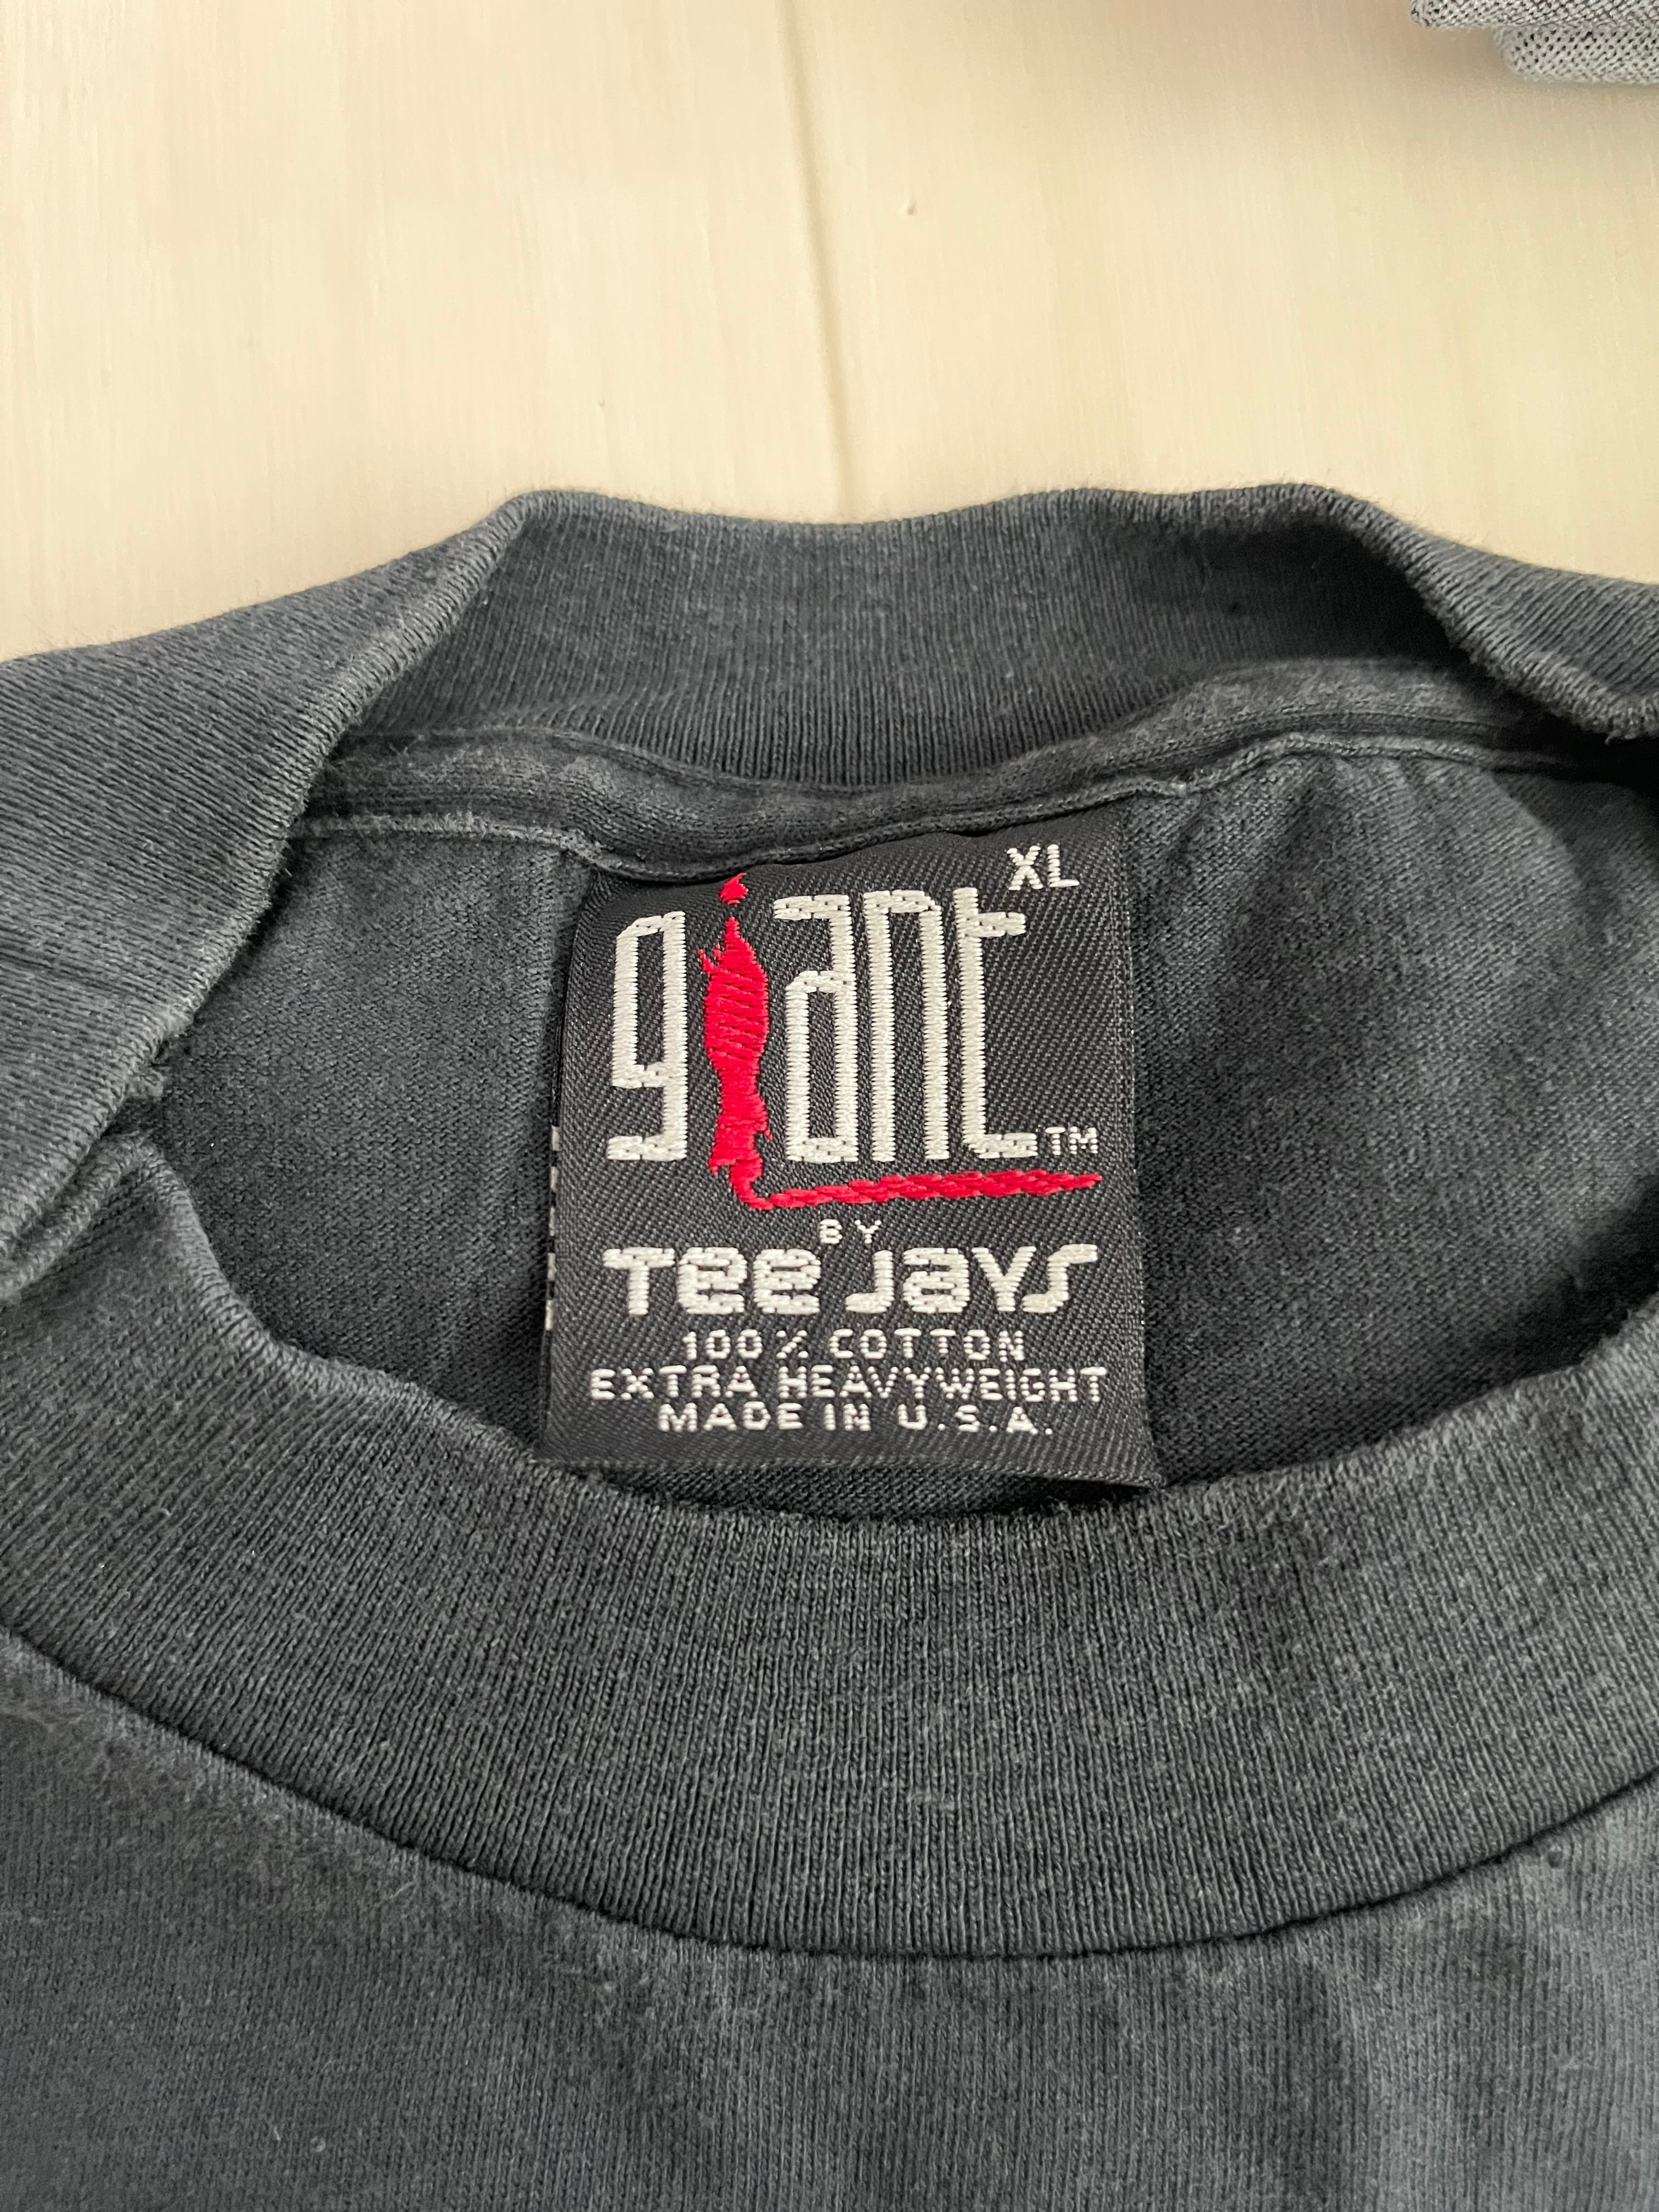 XL
giant™
BY
Tee Jays
100% COTTON
EXTRA HEAVYWEIGHT
MADE IN U.S.A.